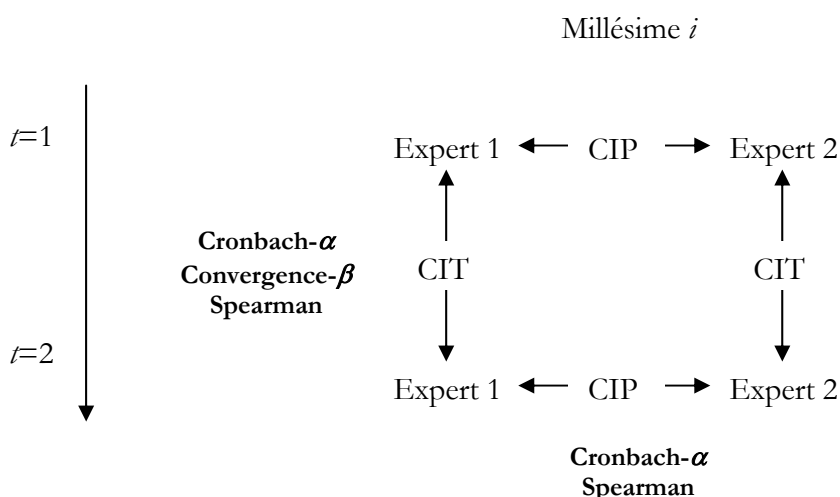 Millésime i
t=1
Expert 1 CIP Expert 2
Cronbach-α
Convergence-β
Spearman
CIT CIT
t=2
Expert 1 CIP Expert 2
Cronbach-α
Spearman